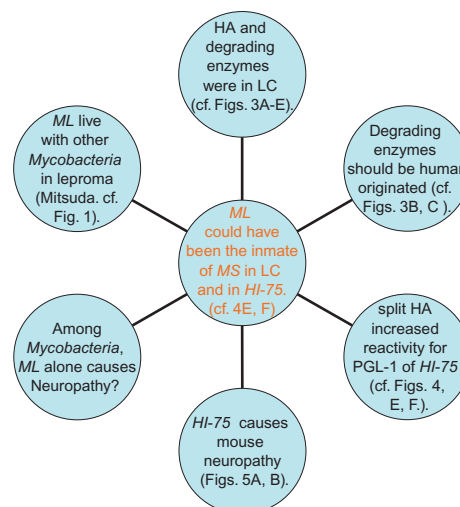 HA and
degrading
enzymes
were in LC
(cf. Figs. 3A-E).
ML live
with other
Mycobacteria
in leproma
(Mitsuda. cf.
Fig. 1).
Degrading
enzymes
should be human
originated (cf.
Figs. 3B, C ).
ML
could have
been the inmate
of MS in LC
and in HI-75.
(cf. 4E, F)
Among
Mycobacteria,
ML alone causes
Neuropathy?
split HA
increased
reactivity for
PGL-1 of HI-75
(cf. Figs. 4,
E, F.).
HI-75 causes
mouse
neuropathy
(Figs. 5A, B).